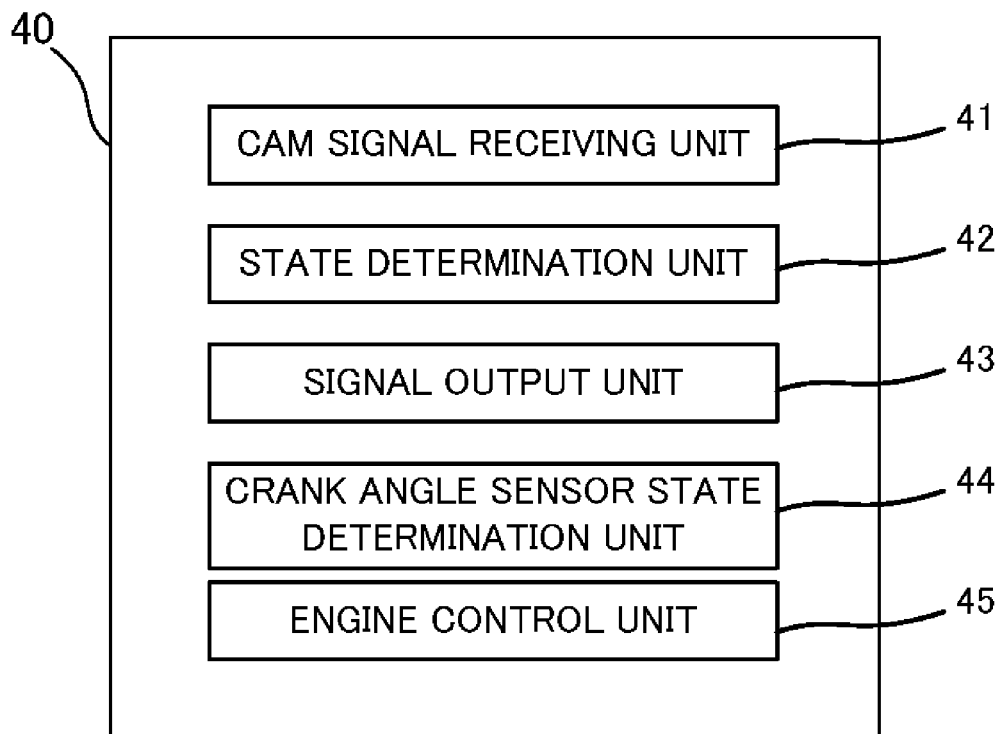 40
CAM SIGNAL RECEIVING UNIT 41
STATE DETERMINATION UNIT 42
SIGNAL OUTPUT UNIT 43
CRANK ANGLE SENSOR STATE 44
DETERMINATION UNIT
ENGINE CONTROL UNIT 45